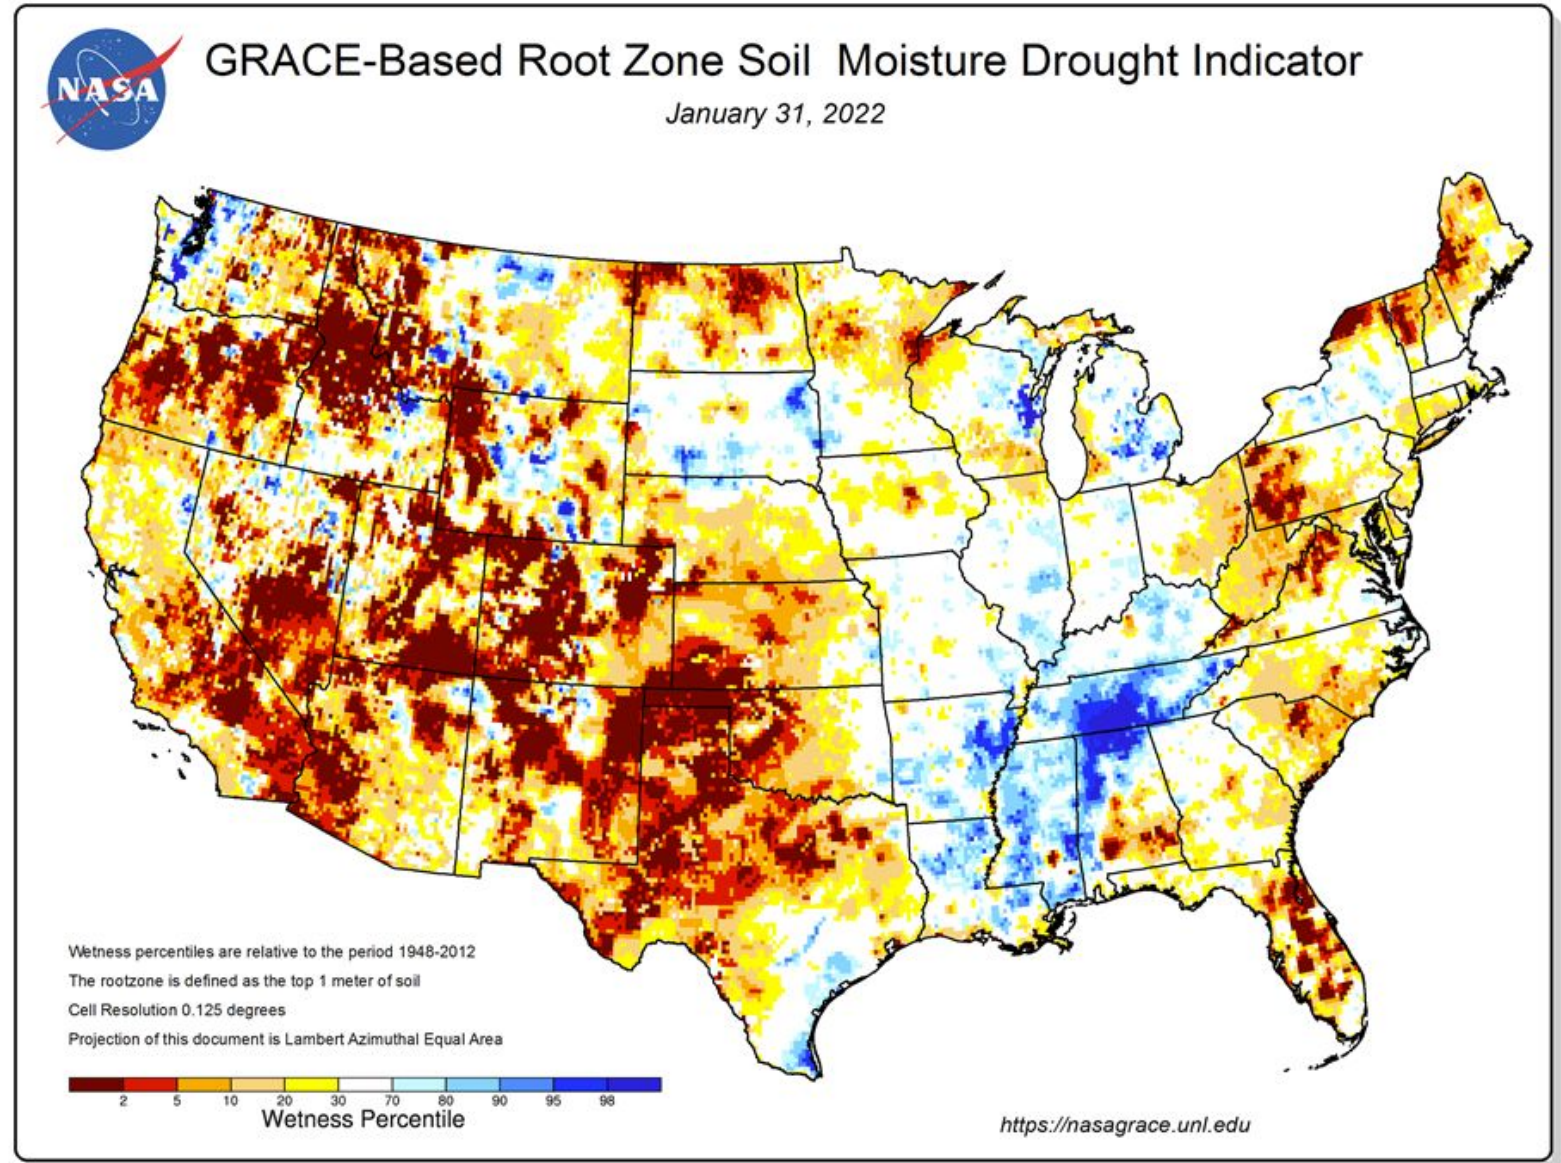 NASA
GRACE-Based Root Zone Soil  Moisture Drought Indicator
January 31, 2022
Wetness percentiles are relative to the period 1948-2012
The rootzone is defined as the top 1 meter of soil
Cell Resolution 0.125 degrees
Projection of this document is Lambert Azimuthal Equal Area
2 5 10 20 30 70 80 90 95 98
Wetness Percentile
https://nasagrace.unl.edu